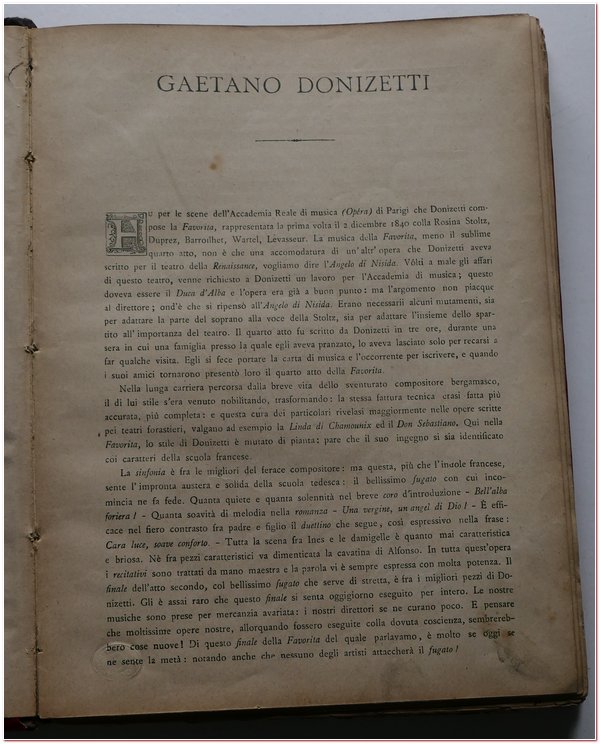 GAETANO DONIZETTI
FU per le scene dell'Accademia Reale di musica (Opéra) di Parigi che Donizetti com-
pose la Favorita, rappresentata la prima volta il 2 dicembre 1840 colla Rosina Stoltz,
Duprez, Barrodhet, Wartel, Levasseur. La musica della Favorita, meno il sublime
quarto atto, non è che una accomodatura di un'altr'opera che Donizetti aveva
scritto per il teatro della Renaissance, vogliamo dire l'Angelo di Nisida. Vòlti a male gli affari
di questo teatro, venne richiesto a Donizetti un lavoro per l'Accademia di musica; questo
doveva essere il Duca d'Alba e l'opera era già a buon punto: ma l'argomento non piacque
al direttore; ond'è che si ripensò all'Angelo di Nisida. Erano necessarii alcuni mutamenti, sia
per adattare la parte del soprano alla voce della Stoltz, sia per adattare l'insieme dello spar-
tito all'importanza del teatro. Il quarto atto fu scritto da Donizetti in tre ore, durante una
sera in cui una famiglia presso la quale egli aveva pranzato, lo aveva lasciato solo per recarsi a
far qualche visita. Egli si fece portare la carta di musica e l'occorrente per iscrivere, e quando
i suoi amici tornarono presentò loro il quarto atto della Favorita.
Nella lunga carriera percorsa dalla breve vita dello sventurato compositore bergamasco,
il di lui stile s'era venuto nobilitando, trasformando: la stessa fattura tecnica erasi fatta più
accurata, più completa: e questa cura dei particolari rivelasi maggiormente nelle opere scritte
pei teatri forastieri, valgano ad esempio la Linda di Chamounix ed il Don Sebastiano. Qui nella
Favorita, lo stile di Donizetti è mutato di pianta: pare che il suo ingegno si sia identificato
coi caratteri della scuola francese.
La sinfonia è fra le migliori del ferace compositore: ma questa, più che l'indole francese,
sente l'impronta austera e solida della scuola tedesca: il bellissimo fugato con cui inco-
mincia ne fa fede. Quanta quiete e quanta solennità nel breve coro d'introduzione - Bell'alba
foriera! - Quanta soavità di melodia nella romanza - Una vergine, un angel di Dio! - È effi-
cace nel fiero contrasto fra padre e figlio il duettino che segue, così espressivo nella frase:
Cara luce, soave conforto. - Tutta la scena fra Ines e le damigelle è quanto mai caratteristica
e briosa. Nè fra pezzi caratteristici va dimenticata la cavatina di Alfonso. In tutta quest'opera
i recitativi sono trattati da mano maestra e la parola vi è sempre espressa con molta potenza. Il
finale dell'atto secondo, col bellissimo fugato che serve di stretta, è fra i migliori pezzi di Do-
nizetti. Gli è assai raro che questo finale si senta oggigiorno eseguito per intero. Le nostre
musiche sono prese per mercanzia avariata: i nostri direttori se ne curano poco. E pensare
che moltissime opere nostre, allorquando fossero eseguite colla dovuta coscienza, sembrereb-
bero cose nuove! Di questo finale della Favorita del quale parlavamo, è molto se oggi se
ne sente la metà: notando anche che nessuno degli artisti attaccherà il fugato!